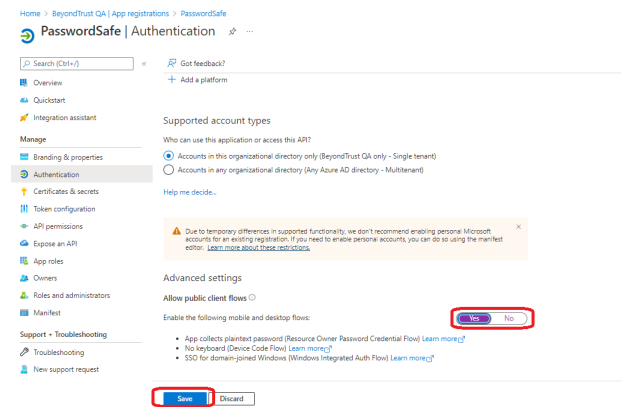 Home > BeyondTrust QA | App registrations > PasswordSafe
PasswordSafe | Authentication
Search (Ctrl+/)
Got feedback?
Overview
Add a platform
Quickstart
Integration assistant
Supported account types
Manage
Who can use this application or access this API?
Branding & properties
Accounts in this organizational directory only (BeyondTrust QA only - Single tenant)
Authentication
Accounts in any organizational directory (Any Azure AD directory - Multitenant)
Certificates & secrets
Help me decide...
Token configuration
API permissions
Due to temporary differences in supported functionality, we don't recommend enabling personal Microsoft
accounts for an existing registration. If you need to enable personal accounts, you can do so using the manifest
editor. Learn more about these restrictions.
Expose an API
App roles
Owners
Advanced settings
Roles and administrators
Allow public client flows
Manifest
Enable the following mobile and desktop flows:
Yes No
Support + Troubleshooting
App collects plaintext password (Resource Owner Password Credential Flow) Learn more
No keyboard (Device Code Flow) Learn more
Troubleshooting
SSO for domain-joined Windows (Windows Integrated Auth Flow) Learn more
New support request
Save Discard